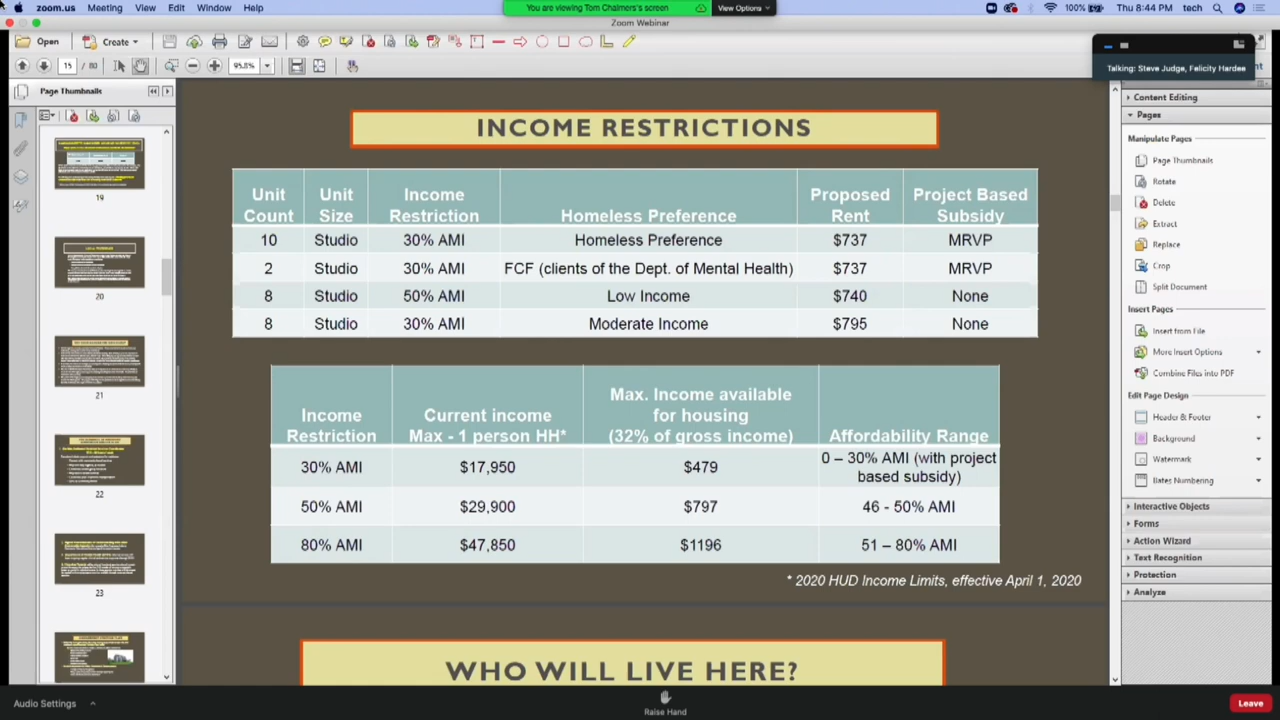 zoom.us Meeting View Edit Window Help
You are viewing Tom Chalmers's screen View Options
100% Thu 8:44 PM tech
Zoom Webinar
Open Create
15 / 80 95.8%
Talking: Steve Judge, Felicity Hardee
Page Thumbnails
19
20
21
22
23
INCOME RESTRICTIONS
Unit Count Unit Size Income Restriction Homeless Preference Proposed Rent Project Based Subsidy
10 Studio 30% AMI Homeless Preference $737 MRVP
2 Studio 30% AMI CF (clients of the Dept. of Mental Health) $737 MRVP
8 Studio 50% AMI Low Income $740 None
8 Studio 30% AMI Moderate Income $795 None
Income Restriction Current income Max - 1 person HH* Max. Income available for housing (32% of gross income) Affordability Range
30% AMI $17,950 $479 0 – 30% AMI (with project based subsidy)
50% AMI $29,900 $797 46 - 50% AMI
80% AMI $47,850 $1196 51 – 80% AMI
* 2020 HUD Income Limits, effective April 1, 2020
WHO WILL LIVE HERE?
Content Editing
Pages
Manipulate Pages
Page Thumbnails
Rotate
Delete
Extract
Replace
Crop
Split Document
Insert Pages
Insert from File
More Insert Options
Combine Files into PDF
Edit Page Design
Header & Footer
Background
Watermark
Bates Numbering
Interactive Objects
Forms
Action Wizard
Text Recognition
Protection
Analyze
Audio Settings
Raise Hand
Leave